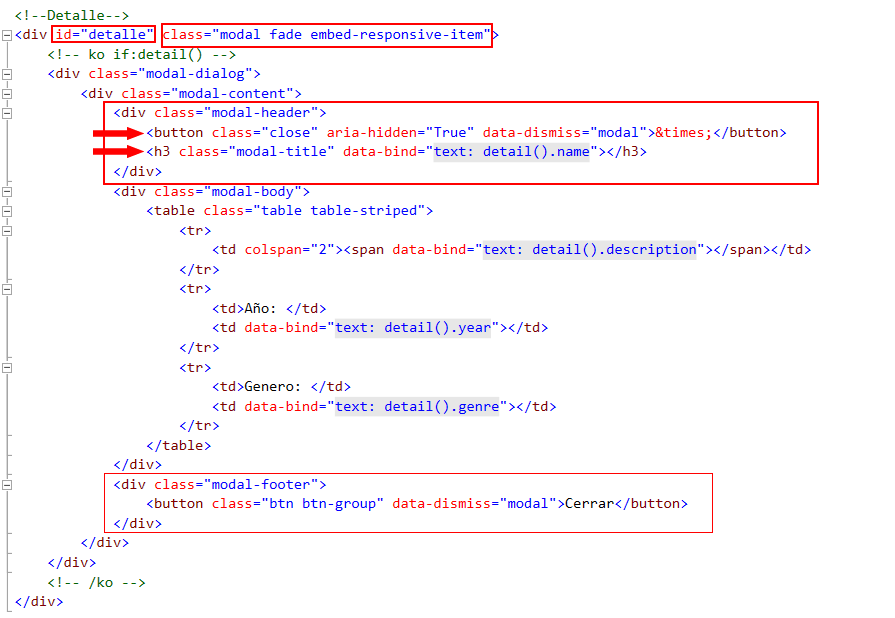 <!--Detalle-->
<div id="detalle" class="modal fade embed-responsive-item">
<!-- ko if:detail() -->
<div class="modal-dialog">
<div class="modal-content">
<div class="modal-header">
<button class="close" aria-hidden="True" data-dismiss="modal">&times;</button>
<h3 class="modal-title" data-bind="text: detail().name"></h3>
</div>
<div class="modal-body">
<table class="table table-striped">
<tr>
<td colspan="2"><span data-bind="text: detail().description"></span></td>
</tr>
<tr>
<td>Año: </td>
<td data-bind="text: detail().year"></td>
</tr>
<tr>
<td>Genero: </td>
<td data-bind="text: detail().genre"></td>
</tr>
</table>
</div>
<div class="modal-footer">
<button class="btn btn-group" data-dismiss="modal">Cerrar</button>
</div>
</div>
</div>
<!-- /ko -->
</div>